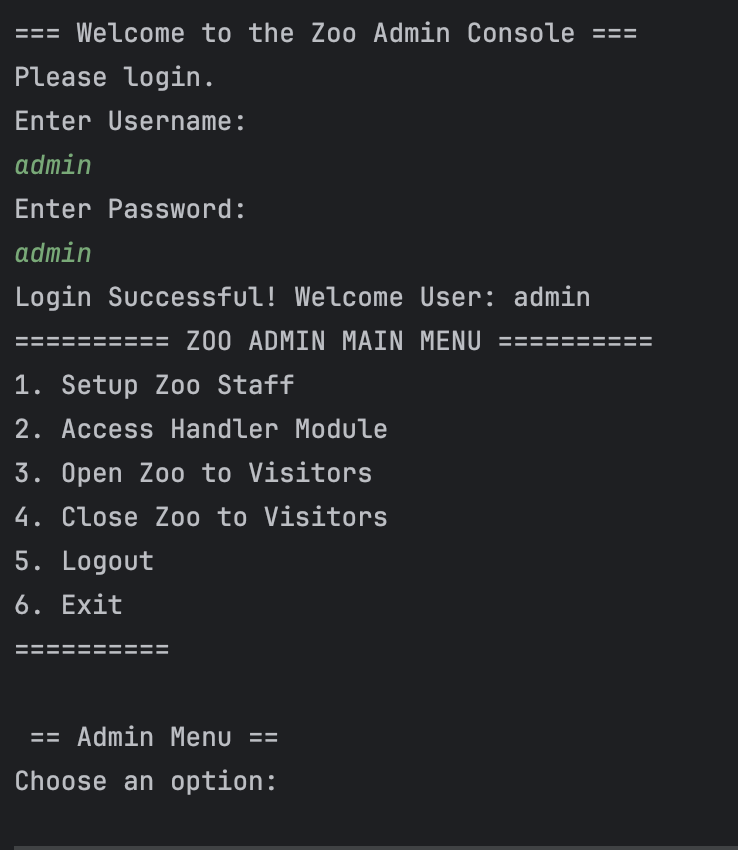 === Welcome to the Zoo Admin Console ===
Please login.
Enter Username:
admin
Enter Password:
admin
Login Successful! Welcome User: admin
========== ZOO ADMIN MAIN MENU ==========
1. Setup Zoo Staff
2. Access Handler Module
3. Open Zoo to Visitors
4. Close Zoo to Visitors
5. Logout
6. Exit
==========
== Admin Menu ==
Choose an option: